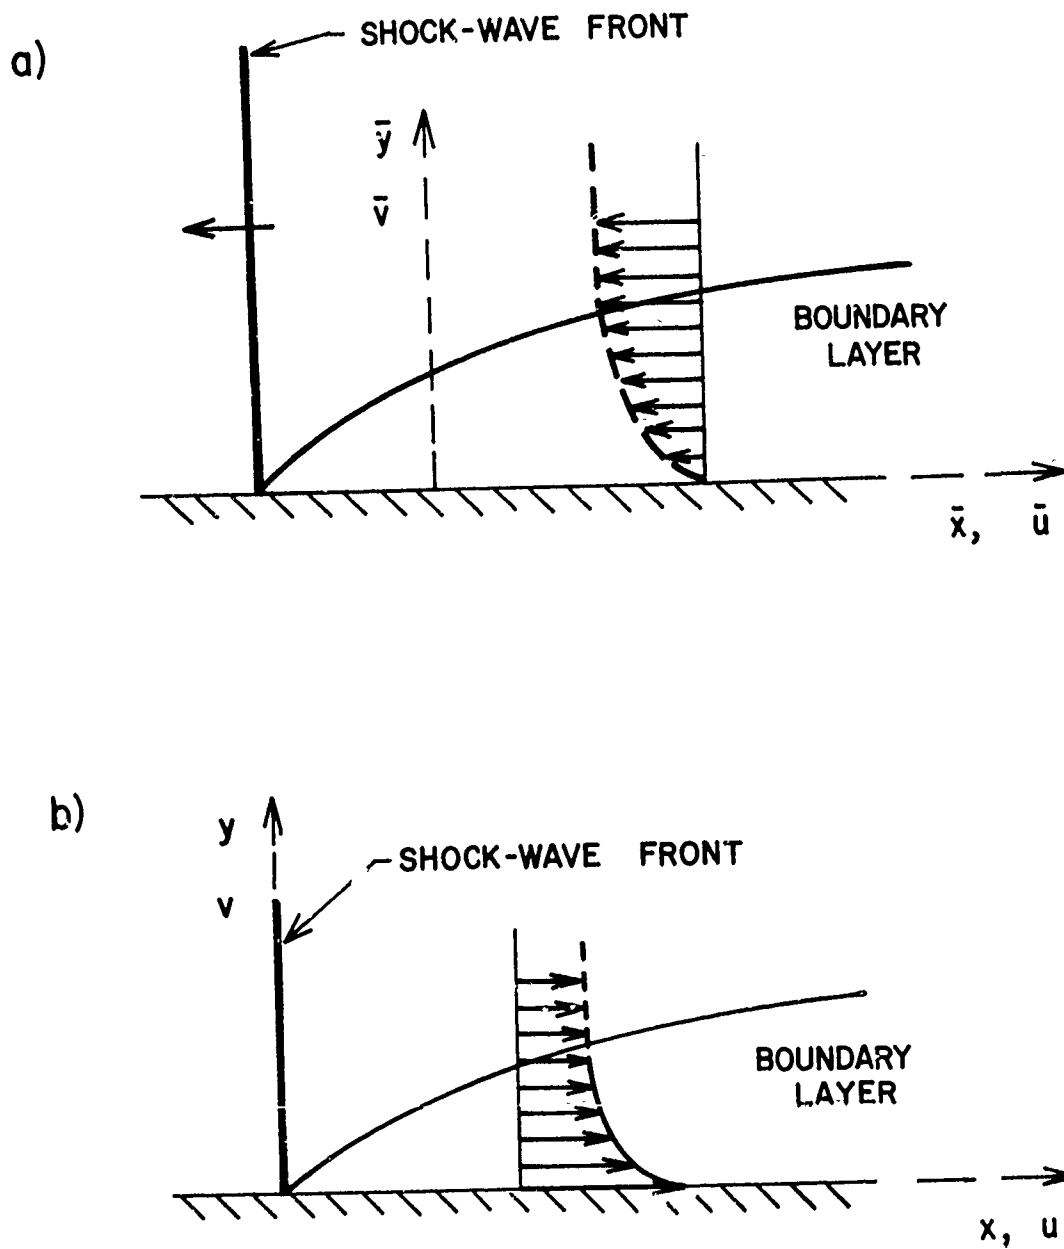 a)
SHOCK-WAVE FRONT
ȳ
v̄
BOUNDARY
LAYER
x̄, ū
b)
y
SHOCK-WAVE FRONT
v
BOUNDARY
LAYER
x, u